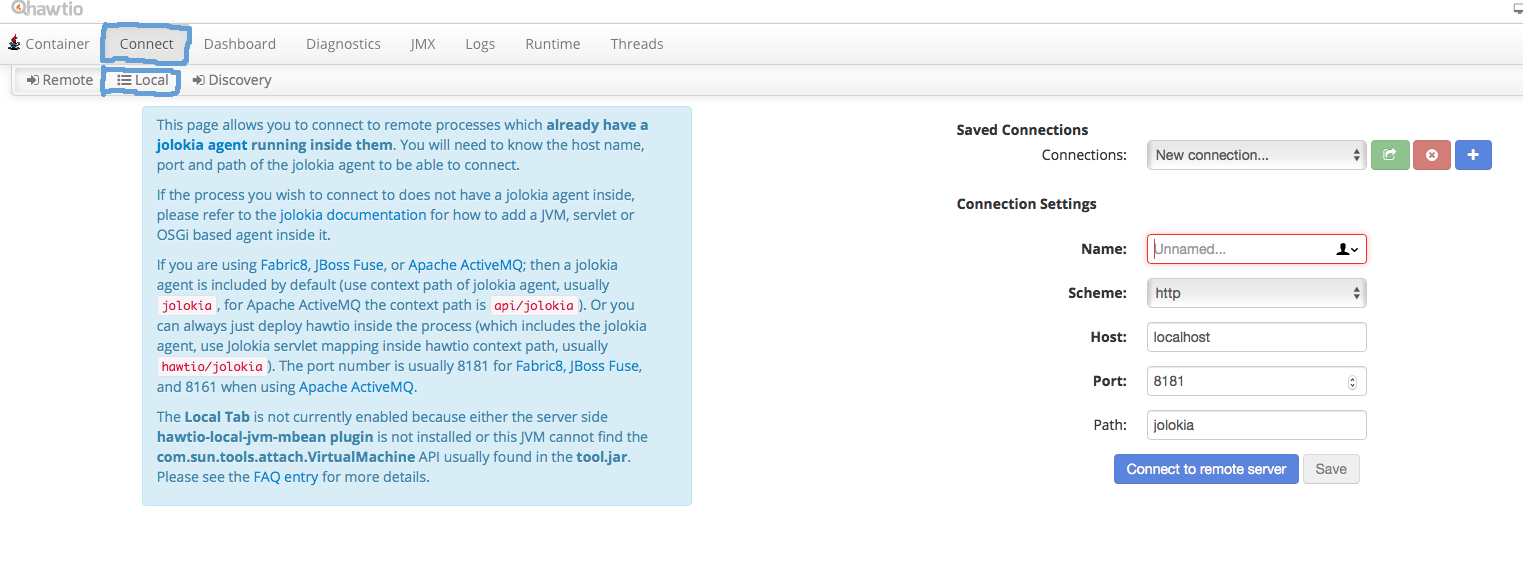 hawtio
Container Connect Dashboard Diagnostics JMX Logs Runtime Threads
Remote Local Discovery
This page allows you to connect to remote processes which already have a
jolokia agent running inside them. You will need to know the host name,
port and path of the jolokia agent to be able to connect.
If the process you wish to connect to does not have a jolokia agent inside,
please refer to the jolokia documentation for how to add a JVM, servlet or
OSGi based agent inside it.
If you are using Fabric8, JBoss Fuse, or Apache ActiveMQ; then a jolokia
agent is included by default (use context path of jolokia agent, usually
jolokia , for Apache ActiveMQ the context path is api/jolokia ). Or you
can always just deploy hawtio inside the process (which includes the jolokia
agent, use Jolokia servlet mapping inside hawtio context path, usually
hawtio/jolokia ). The port number is usually 8181 for Fabric8, JBoss Fuse,
and 8161 when using Apache ActiveMQ.
The Local Tab is not currently enabled because either the server side
hawtio-local-jvm-mbean plugin is not installed or this JVM cannot find the
com.sun.tools.attach.VirtualMachine API usually found in the tool.jar.
Please see the FAQ entry for more details.
Saved Connections
Connections: New connection...
Connection Settings
Name: Unnamed...
Scheme: http
Host: localhost
Port: 8181
Path: jolokia
Connect to remote server Save